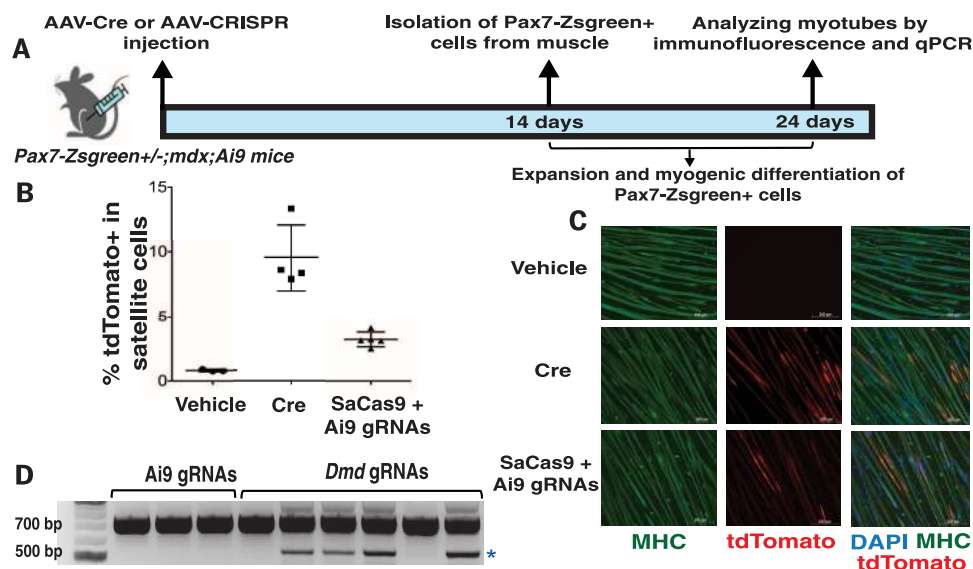 AAV-Cre or AAV-CRISPR
injection
Isolation of Pax7-Zsgreen+
cells from muscle
Analyzing myotubes by
immunofluorescence and qPCR
A
14 days
24 days
Pax7-Zsgreen+/-;mdx;Ai9 mice
Expansion and myogenic differentiation of
Pax7-Zsgreen+ cells
B
% tdTomato+ in
satellite cells
15
10
5
0
Vehicle
Cre
SaCas9 +
Ai9 gRNAs
C
Vehicle
Cre
SaCas9 +
Ai9 gRNAs
MHC
tdTomato
DAPI MHC
tdTomato
D
Ai9 gRNAs
Dmd gRNAs
700 bp
500 bp
*